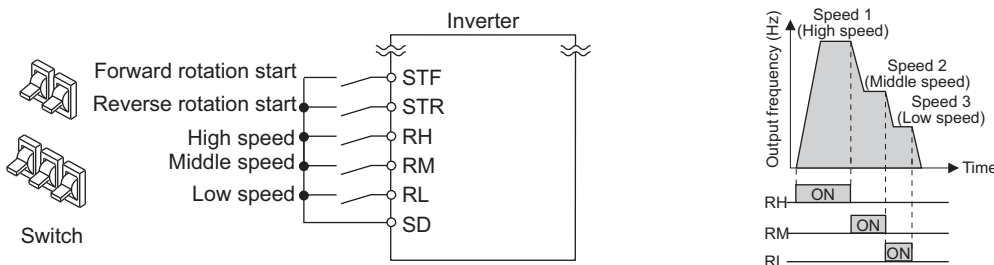 Inverter
Forward rotation start
STF
Reverse rotation start
STR
High speed
RH
Middle speed
RM
Low speed
RL
SD
Switch
Output frequency (Hz)
Speed 1
(High speed)
Speed 2
(Middle speed)
Speed 3
(Low speed)
Time
RH
ON
RM
ON
RL
ON